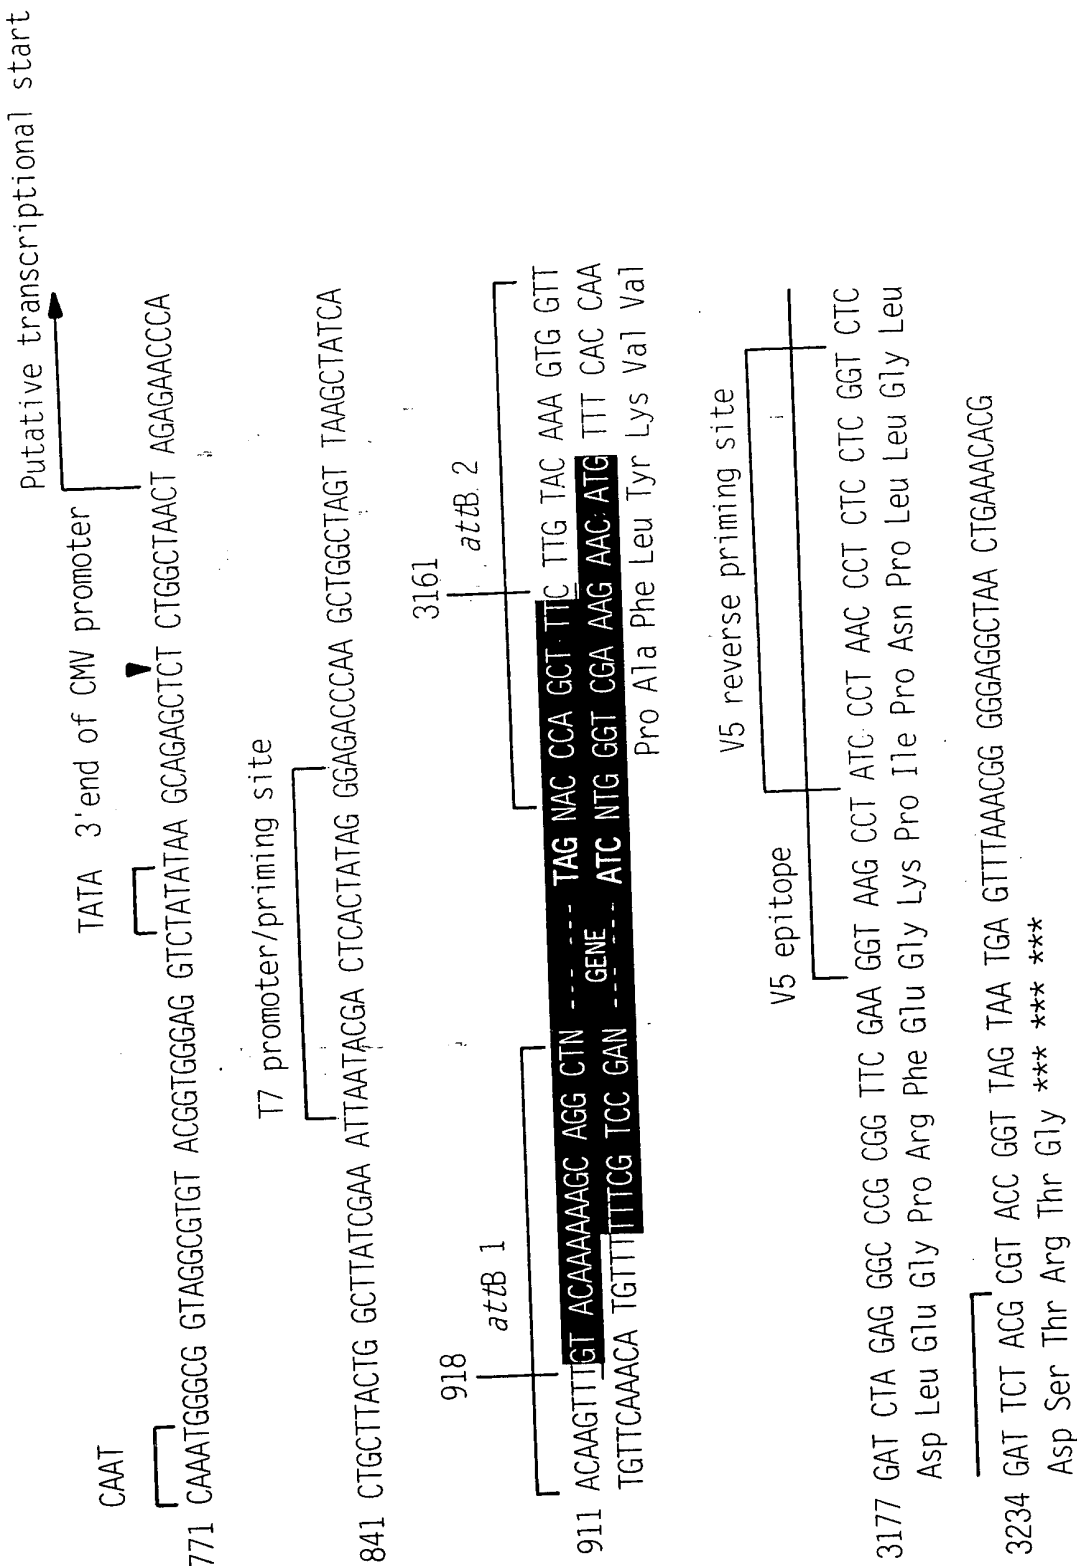 Putative transcriptional start
CAAT TATA 3'end of CMV promoter
771 CAAATGGGCG GTAGGCGTGT ACGGTGGGAG GTCTATATAA GCAGAGCTCT CTGGCTAACT AGAGAACCCA
T7 promoter/priming site
841 CTGCTTACTG GCTTATCGAA ATTAATACGA CTCACTATAG GGAGACCCAA GCTGGCTAGT TAAGCTATCA
918 3161
attB 1 attB 2
911 ACAAGTTTGT ACAAAAAAGC AGG CTN ------ TAG NAC CCA GCT TTC TTG TAC AAA GTG GTT
GENE
TGTTCAAACA TGTTTTTTCG TCC GAN ------ ATC NTG GGT CGA AAG AAC ATG TTT CAC CAA
Pro Ala Phe Leu Tyr Lys Val Val
V5 epitope V5 reverse priming site
3177 GAT CTA GAG GGC CCG CGG TTC GAA GGT AAG CCT ATC CCT AAC CCT CTC CTC GGT CTC
Asp Leu Glu Gly Pro Arg Phe Glu Gly Lys Pro Ile Pro Asn Pro Leu Leu Gly Leu
3234 GAT TCT ACG CGT ACC GGT TAG TAA TGA GTTTAAACGG GGGAGGCTAA CTGAAACACG
Asp Ser Thr Arg Thr Gly *** *** ***